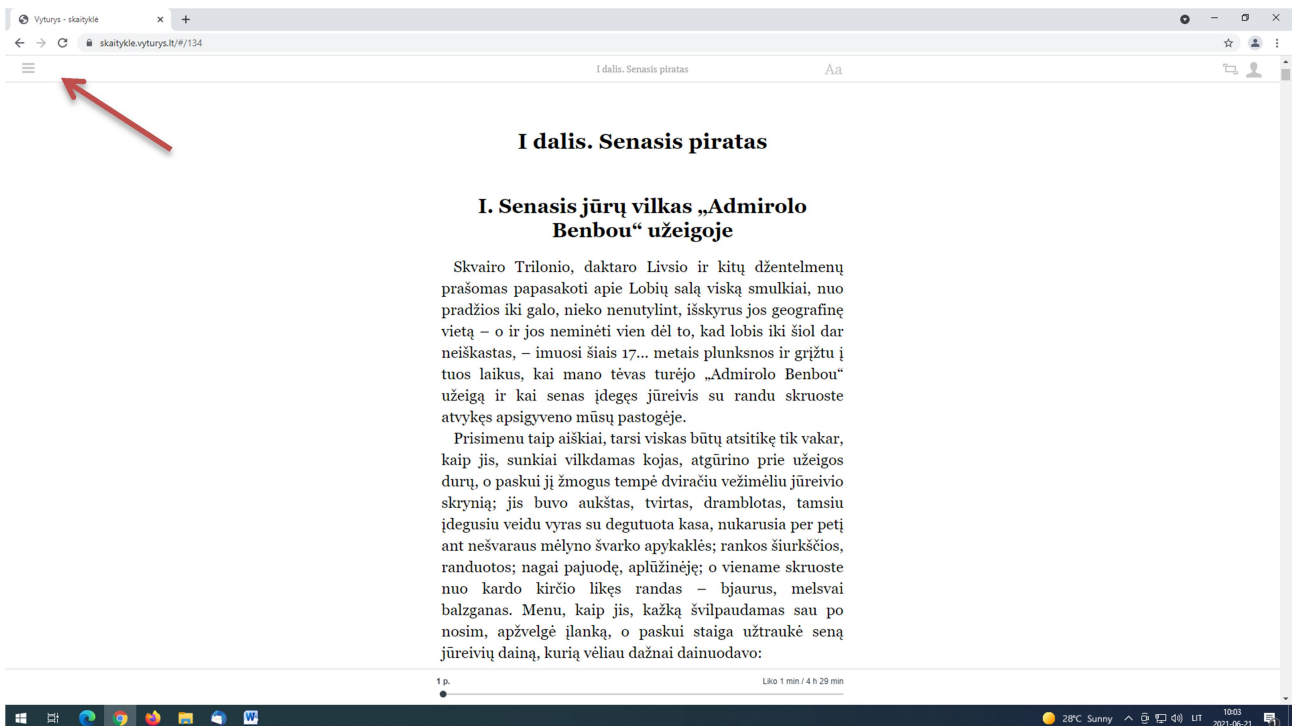 Vyturys - skaityklė
skaitykle.vyturys.lt/#/134
I dalis. Senasis piratas
Aa
I dalis. Senasis piratas
I. Senasis jūrų vilkas „Admirolo
Benbou“ užeigoje
Skvairo Trilonio, daktaro Livsio ir kitų džentelmenų
prašomas papasakoti apie Lobių salą viską smulkiai, nuo
pradžios iki galo, nieko nenutylint, išskyrus jos geografinę
vietą – o ir jos neminėti vien dėl to, kad lobis iki šiol dar
neiškastas, – imuosi šiais 17... metais plunksnos ir grįžtu į
tuos laikus, kai mano tėvas turėjo „Admirolo Benbou“
užeigą ir kai senas įdegęs jūreivis su randu skruoste
atvykęs apsigyveno mūsų pastogėje.
Prisimenu taip aiškiai, tarsi viskas būtų atsitikę tik vakar,
kaip jis, sunkiai vilkdamas kojas, atgūrino prie užeigos
durų, o paskui jį žmogus tempė dviračiu vežimėliu jūreivio
skrynią; jis buvo aukštas, tvirtas, dramblotas, tamsiu
įdegusiu veidu vyras su degutuota kasa, nukarusia per petį
ant nešvaraus mėlyno švarko apykaklės; rankos šiurkščios,
randuotos; nagai pajuodę, aplūžinėję; o viename skruoste
nuo kardo kirčio likęs randas – bjaurus, melsvai
balzganas. Menu, kaip jis, kažką švilpaudamas sau po
nosim, apžvelgė įlanką, o paskui staiga užtraukė seną
jūreivių dainą, kurią vėliau dažnai dainuodavo:
1 p.
Liko 1 min / 4 h 29 min
28°C Sunny
LIT
10:03
2021-06-21